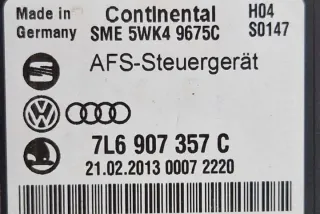 Made in Continental H04
Germany SME 5WK4 9675C S0147
AFS-Steuergerät
7L6 907 357 C
21.02.2013 0007 2220